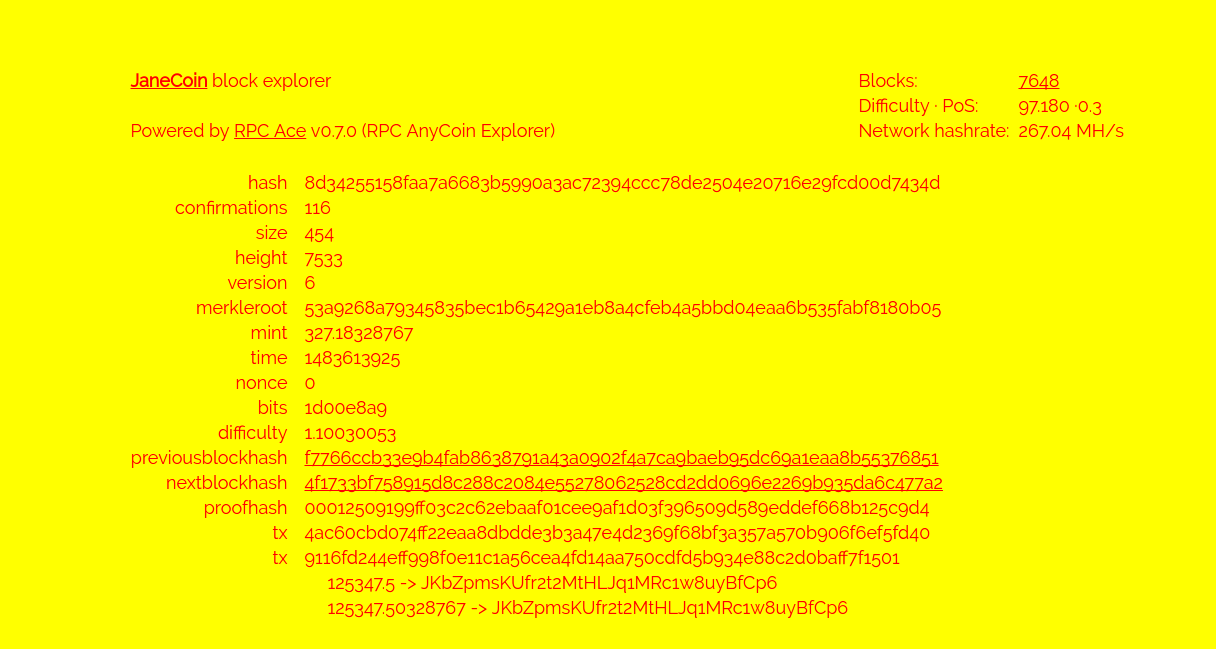 JaneCoin block explorer
Powered by RPC Ace v0.7.0 (RPC AnyCoin Explorer)
Blocks: 7648
Difficulty · PoS: 97.180 ·0.3
Network hashrate: 267.04 MH/s
hash 8d34255158faa7a6683b5990a3ac72394ccc78de2504e20716e29fcd00d7434d
confirmations 116
size 454
height 7533
version 6
merkleroot 53a9268a79345835bec1b65429a1eb8a4cfeb4a5bbd04eaa6b535fabf8180b05
mint 327.18328767
time 1483613925
nonce 0
bits 1d00e8a9
difficulty 1.10030053
previousblockhash f7766ccb33e9b4fab8638791a43a0902f4a7ca9baeb95dc69a1eaa8b55376851
nextblockhash 4f1733bf758915d8c288c2084e55278062528cd2dd0696e2269b935da6c477a2
proofhash 00012509199ff03c2c62ebaaf01cee9af1d03f396509d589eddef668b125c9d4
tx 4ac60cbd074ff22eaa8dbdde3b3a47e4d2369f68bf3a357a570b906f6ef5fd40
tx 9116fd244eff998f0e11c1a56cea4fd14aa750cdfd5b934e88c2d0baff7f1501
125347.5 -> JKbZpmsKUfr2t2MtHLJq1MRc1w8uyBfCp6
125347.50328767 -> JKbZpmsKUfr2t2MtHLJq1MRc1w8uyBfCp6